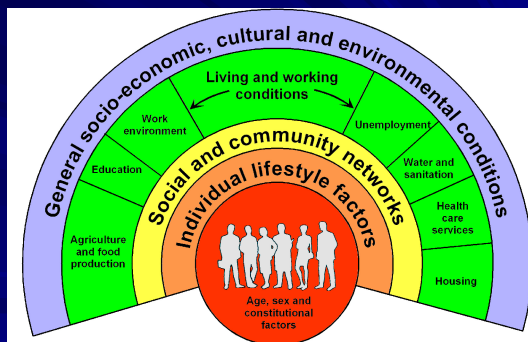 General socio-economic, cultural and environmental conditions
Living and working
conditions
Work
environment
Unemployment
Education
Water and
sanitation
Agriculture
and food
production
Health
care
services
Housing
Social and community networks
Individual lifestyle factors
Age, sex and
constitutional
factors